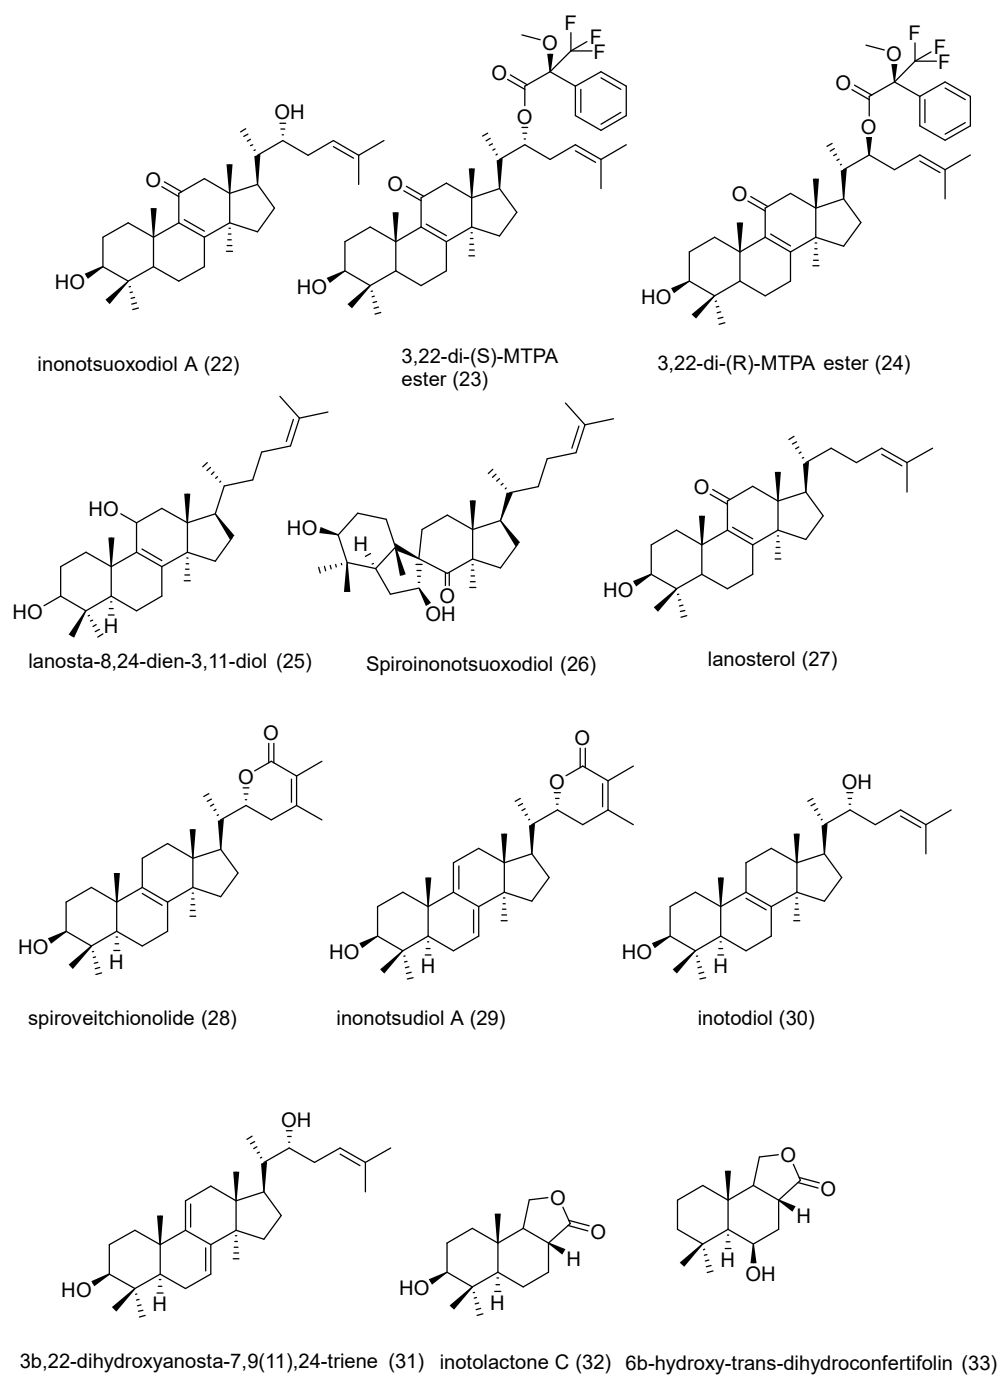 F
O F
F
O
OH
O
O
HO
F
O F
F
O
O
O
HO
F
O F
F
O
O
O
HO
inonotsuoxodiol A (22)
3,22-di-(S)-MTPA
ester (23)
3,22-di-(R)-MTPA ester (24)
HO
HO
H
HO
H
O
OH
O
HO
lanosta-8,24-dien-3,11-diol (25)
Spiroinonotsuoxodiol (26)
lanosterol (27)
O
O
HO
H
O
O
HO
H
OH
HO
H
spiroveitchionolide (28)
inonotsudiol A (29)
inotodiol (30)
OH
HO
H
O
O
H
HO
H
O
O
H
H
OH
3b,22-dihydroxyanosta-7,9(11),24-triene (31)
inotolactone C (32)
6b-hydroxy-trans-dihydroconfertifolin (33)